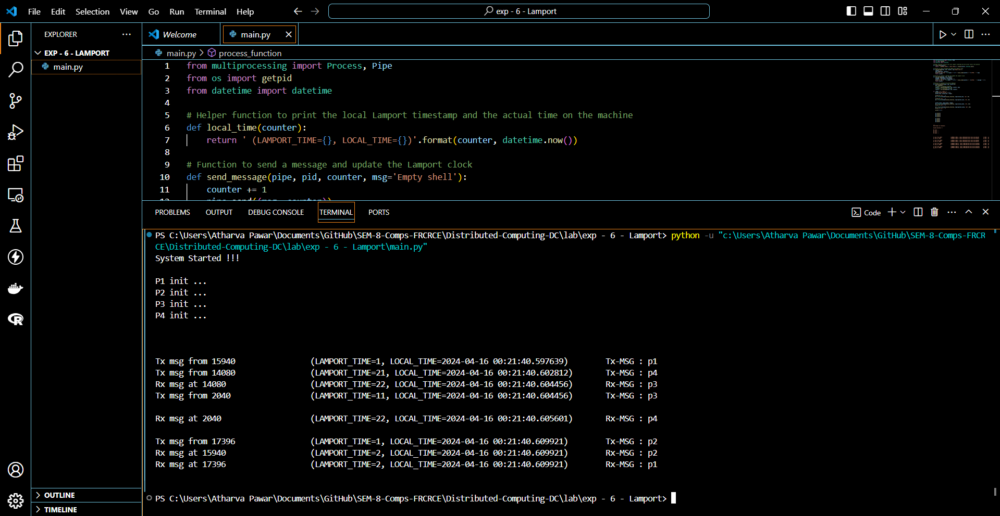 File Edit Selection View Go Run Terminal Help
exp - 6 - Lamport
EXPLORER
EXP - 6 - LAMPORT
main.py
OUTLINE
TIMELINE
Welcome
main.py
main.py > process_function
1 from multiprocessing import Process, Pipe
2 from os import getpid
3 from datetime import datetime
4
5 # Helper function to print the local Lamport timestamp and the actual time on the machine
6 def local_time(counter):
7 return ' (LAMPORT_TIME={}, LOCAL_TIME={})'.format(counter, datetime.now())
8
9 # Function to send a message and update the Lamport clock
10 def send_message(pipe, pid, counter, msg='Empty shell'):
11 counter += 1
12 pipe.send((msg, counter))
PROBLEMS OUTPUT DEBUG CONSOLE TERMINAL PORTS
Code
PS C:\Users\Atharva Pawar\Documents\GitHub\SEM-8-Comps-FRCRCE\Distributed-Computing-DC\lab\exp - 6 - Lamport> python -u "c:\Users\Atharva Pawar\Documents\GitHub\SEM-8-Comps-FRCR
CE\Distributed-Computing-DC\lab\exp - 6 - Lamport\main.py"
System Started !!!
P1 init ...
P2 init ...
P3 init ...
P4 init ...
Tx msg from 15940 (LAMPORT_TIME=1, LOCAL_TIME=2024-04-16 00:21:40.597639) Tx-MSG : p1
Tx msg from 14080 (LAMPORT_TIME=21, LOCAL_TIME=2024-04-16 00:21:40.602812) Tx-MSG : p4
Rx msg at 14080 (LAMPORT_TIME=22, LOCAL_TIME=2024-04-16 00:21:40.604456) Rx-MSG : p3
Tx msg from 2040 (LAMPORT_TIME=11, LOCAL_TIME=2024-04-16 00:21:40.604456) Tx-MSG : p3
Rx msg at 2040 (LAMPORT_TIME=22, LOCAL_TIME=2024-04-16 00:21:40.605601) Rx-MSG : p4
Tx msg from 17396 (LAMPORT_TIME=1, LOCAL_TIME=2024-04-16 00:21:40.609921) Tx-MSG : p2
Rx msg at 15940 (LAMPORT_TIME=2, LOCAL_TIME=2024-04-16 00:21:40.609921) Rx-MSG : p2
Rx msg at 17396 (LAMPORT_TIME=2, LOCAL_TIME=2024-04-16 00:21:40.609921) Rx-MSG : p1
PS C:\Users\Atharva Pawar\Documents\GitHub\SEM-8-Comps-FRCRCE\Distributed-Computing-DC\lab\exp - 6 - Lamport>